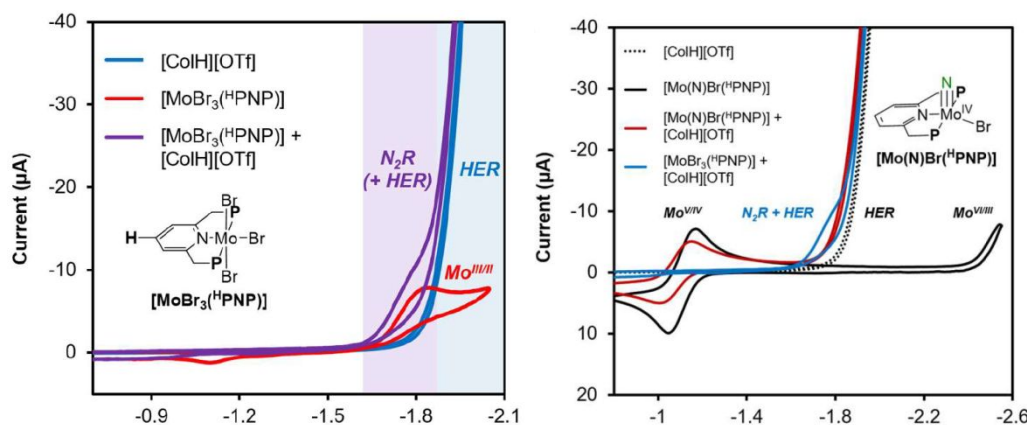 -40
-30
-20
-10
0
Current (µA)
[ColH][OTf]
[MoBr₃(ᴴPNP)]
[MoBr₃(ᴴPNP)] +
[ColH][OTf]
N₂R
(+ HER)
HER
Moᴵᴵᴵ/ᴵᴵ
Br
P
H
N
Mo
Br
P
Br
[MoBr₃(ᴴPNP)]
-0.9
-1.2
-1.5
-1.8
-2.1
-40
-30
-20
-10
0
10
20
Current (µA)
[ColH][OTf]
[Mo(N)Br(ᴴPNP)]
[Mo(N)Br(ᴴPNP)] +
[ColH][OTf]
[MoBr₃(ᴴPNP)] +
[ColH][OTf]
N
P
N
Moᴵⱽ
P
Br
[Mo(N)Br(ᴴPNP)]
Moⱽ/ᴵⱽ
N₂R + HER
HER
Moⱽᴵ/ᴵᴵᴵ
-1
-1.4
-1.8
-2.2
-2.6